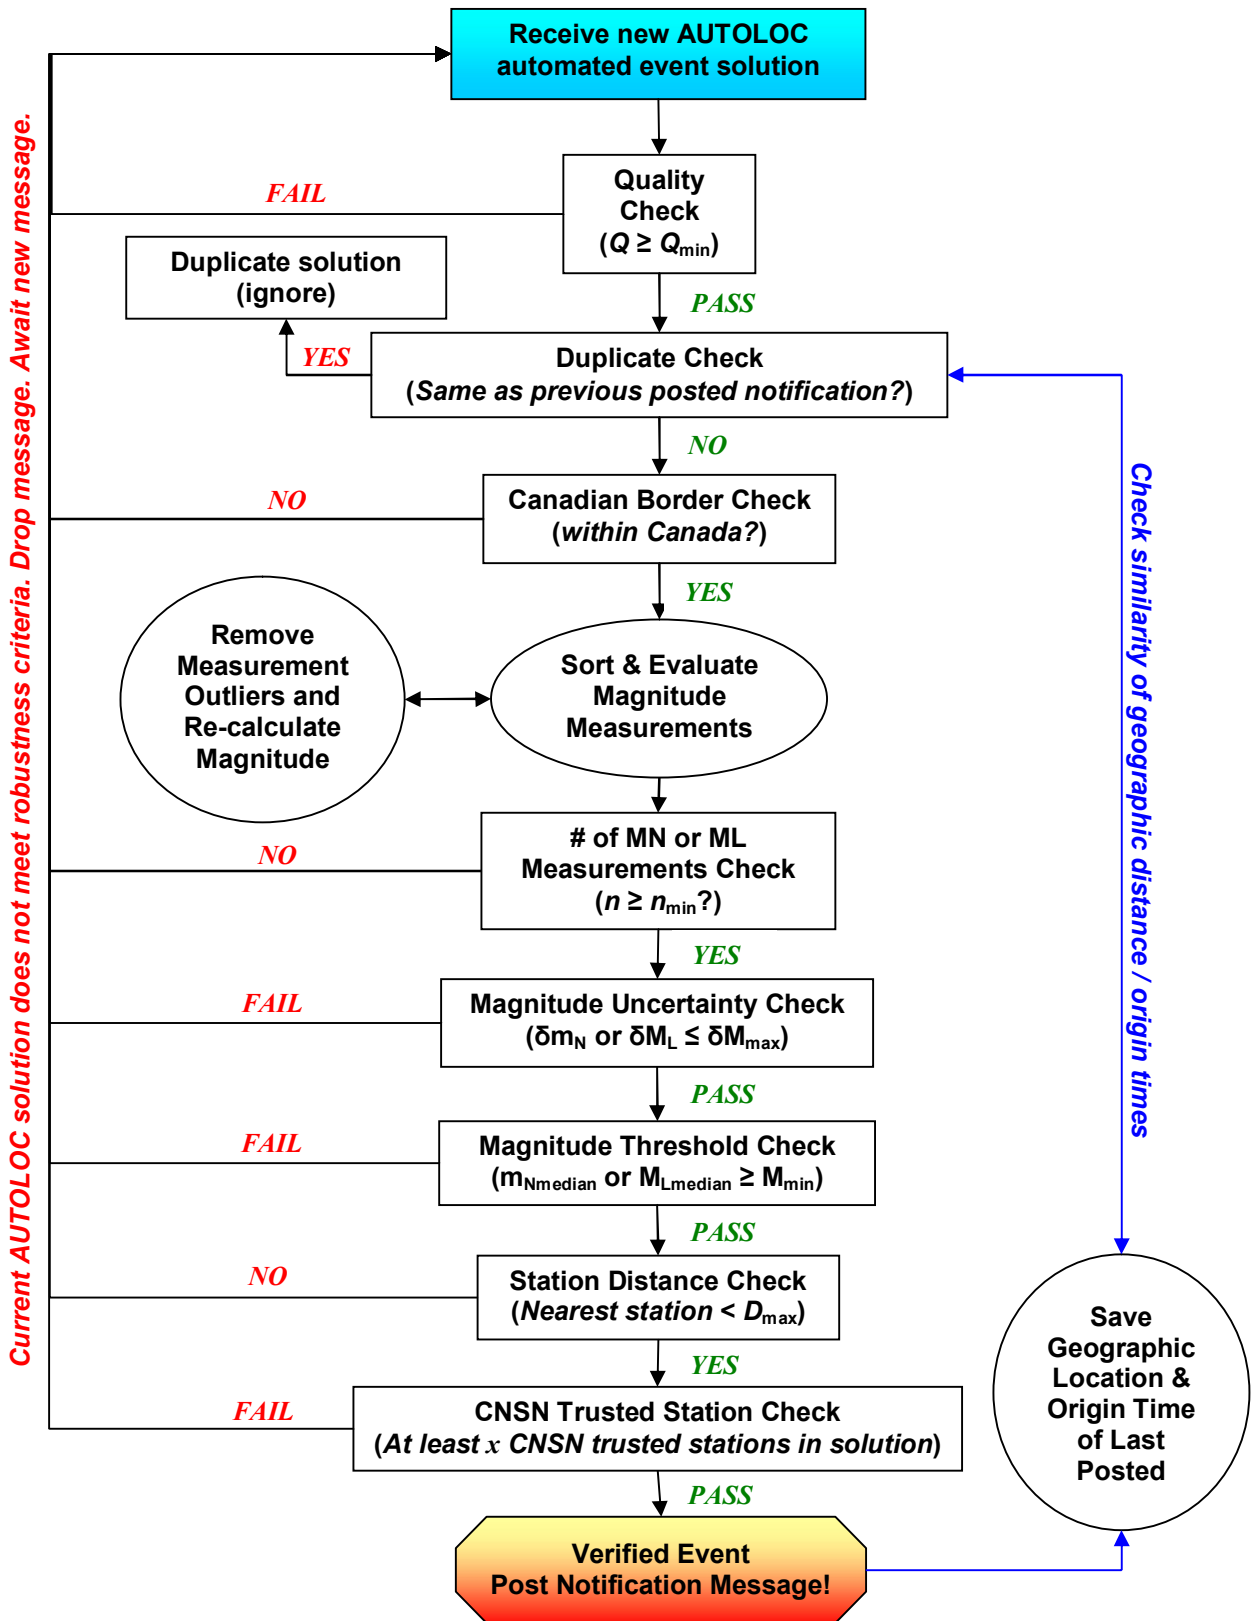 Receive new AUTOLOC
automated event solution
Current AUTOLOC solution does not meet robustness criteria. Drop message. Await new message.
FAIL
Quality
Check
(Q ≥ Qmin)
Duplicate solution
(ignore)
PASS
YES
Duplicate Check
(Same as previous posted notification?)
NO
NO
Canadian Border Check
(within Canada?)
YES
Remove
Measurement
Outliers and
Re-calculate
Magnitude
Sort & Evaluate
Magnitude
Measurements
Check similarity of geographic distance / origin times
NO
# of MN or ML
Measurements Check
(n ≥ nmin?)
YES
FAIL
Magnitude Uncertainty Check
(δmN or δML ≤ δMmax)
PASS
FAIL
Magnitude Threshold Check
(mNmedian or MLmedian ≥ Mmin)
PASS
NO
Station Distance Check
(Nearest station < Dmax)
YES
FAIL
CNSN Trusted Station Check
(At least x CNSN trusted stations in solution)
PASS
Save
Geographic
Location &
Origin Time
of Last
Posted
Verified Event
Post Notification Message!